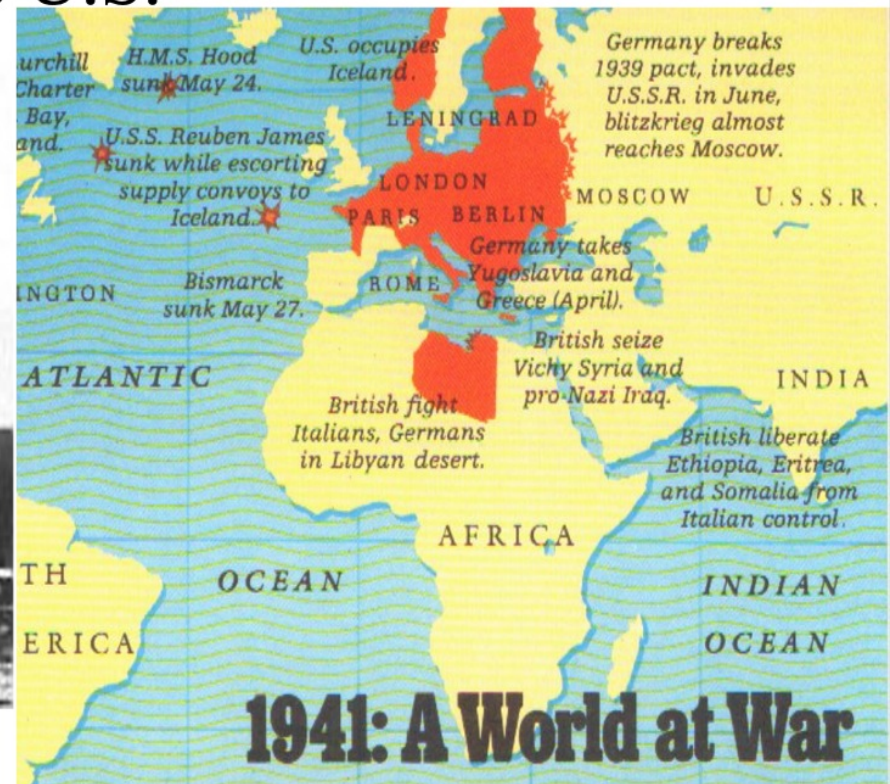 U.S.
urchill
Charter
Bay,
and.
H.M.S. Hood
sunk May 24.
U.S. occupies
Iceland.
Germany breaks
1939 pact, invades
U.S.S.R. in June,
blitzkrieg almost
reaches Moscow.
LENINGRAD
U.S.S. Reuben James
sunk while escorting
supply convoys to
Iceland.
LONDON
PARIS
BERLIN
MOSCOW
U.S.S.R.
Germany takes
Yugoslavia and
Greece (April).
INGTON
Bismarck
sunk May 27.
ROME
British seize
Vichy Syria and
pro-Nazi Iraq.
ATLANTIC
INDIA
British fight
Italians, Germans
in Libyan desert.
British liberate
Ethiopia, Eritrea,
and Somalia from
Italian control.
AFRICA
TH
ERICA
OCEAN
INDIAN
OCEAN
1941: A World at War